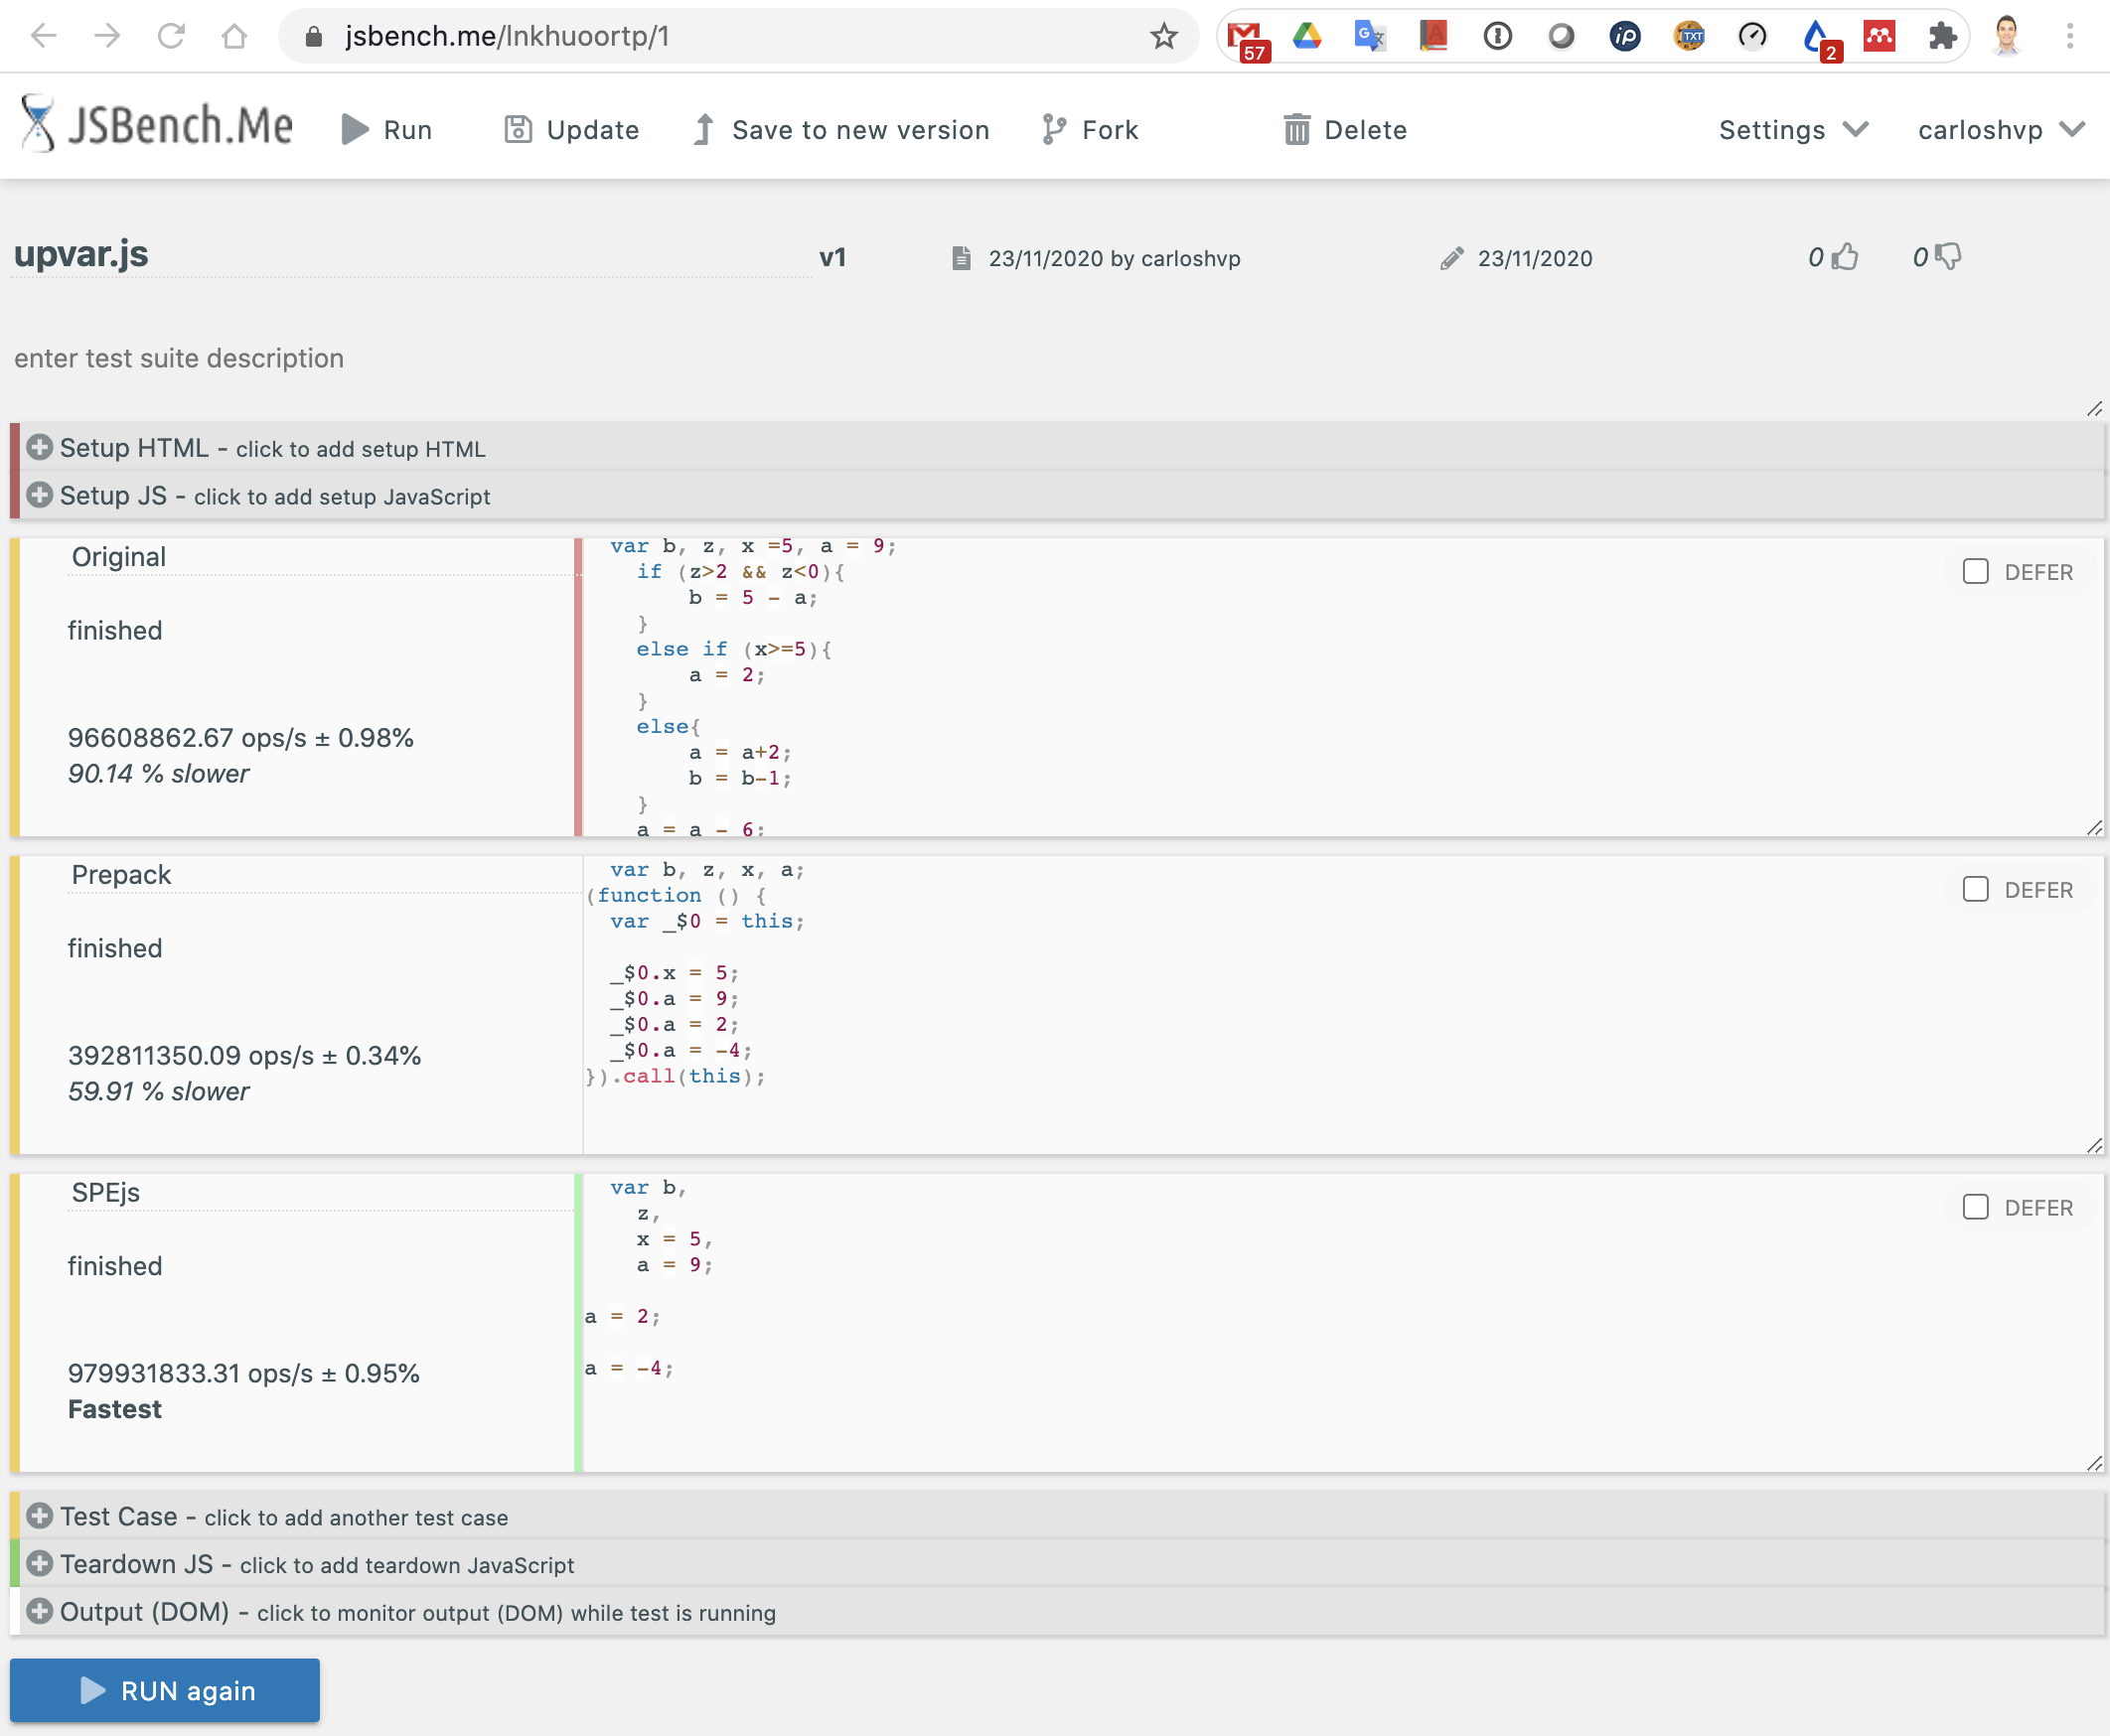 jsbench.me/lnkhuoortp/1
57
TXT
ip
2
JSBench.Me
Run
Update
Save to new version
Fork
Delete
Settings
carloshvp
upvar.js
v1
23/11/2020 by carloshvp
23/11/2020
0
0
enter test suite description
Setup HTML - click to add setup HTML
Setup JS - click to add setup JavaScript
Original
finished
96608862.67 ops/s ± 0.98%
90.14 % slower
var b, z, x =5, a = 9;
if (z>2 && z<0){
b = 5 - a;
}
else if (x>=5){
a = 2;
}
else{
a = a+2;
b = b-1;
}
a = a - 6;
DEFER
Prepack
finished
392811350.09 ops/s ± 0.34%
59.91 % slower
var b, z, x, a;
(function () {
var _$0 = this;
_$0.x = 5;
_$0.a = 9;
_$0.a = 2;
_$0.a = -4;
}).call(this);
DEFER
SPEjs
finished
979931833.31 ops/s ± 0.95%
Fastest
var b,
z,
x = 5,
a = 9;
a = 2;
a = -4;
DEFER
Test Case - click to add another test case
Teardown JS - click to add teardown JavaScript
Output (DOM) - click to monitor output (DOM) while test is running
RUN again